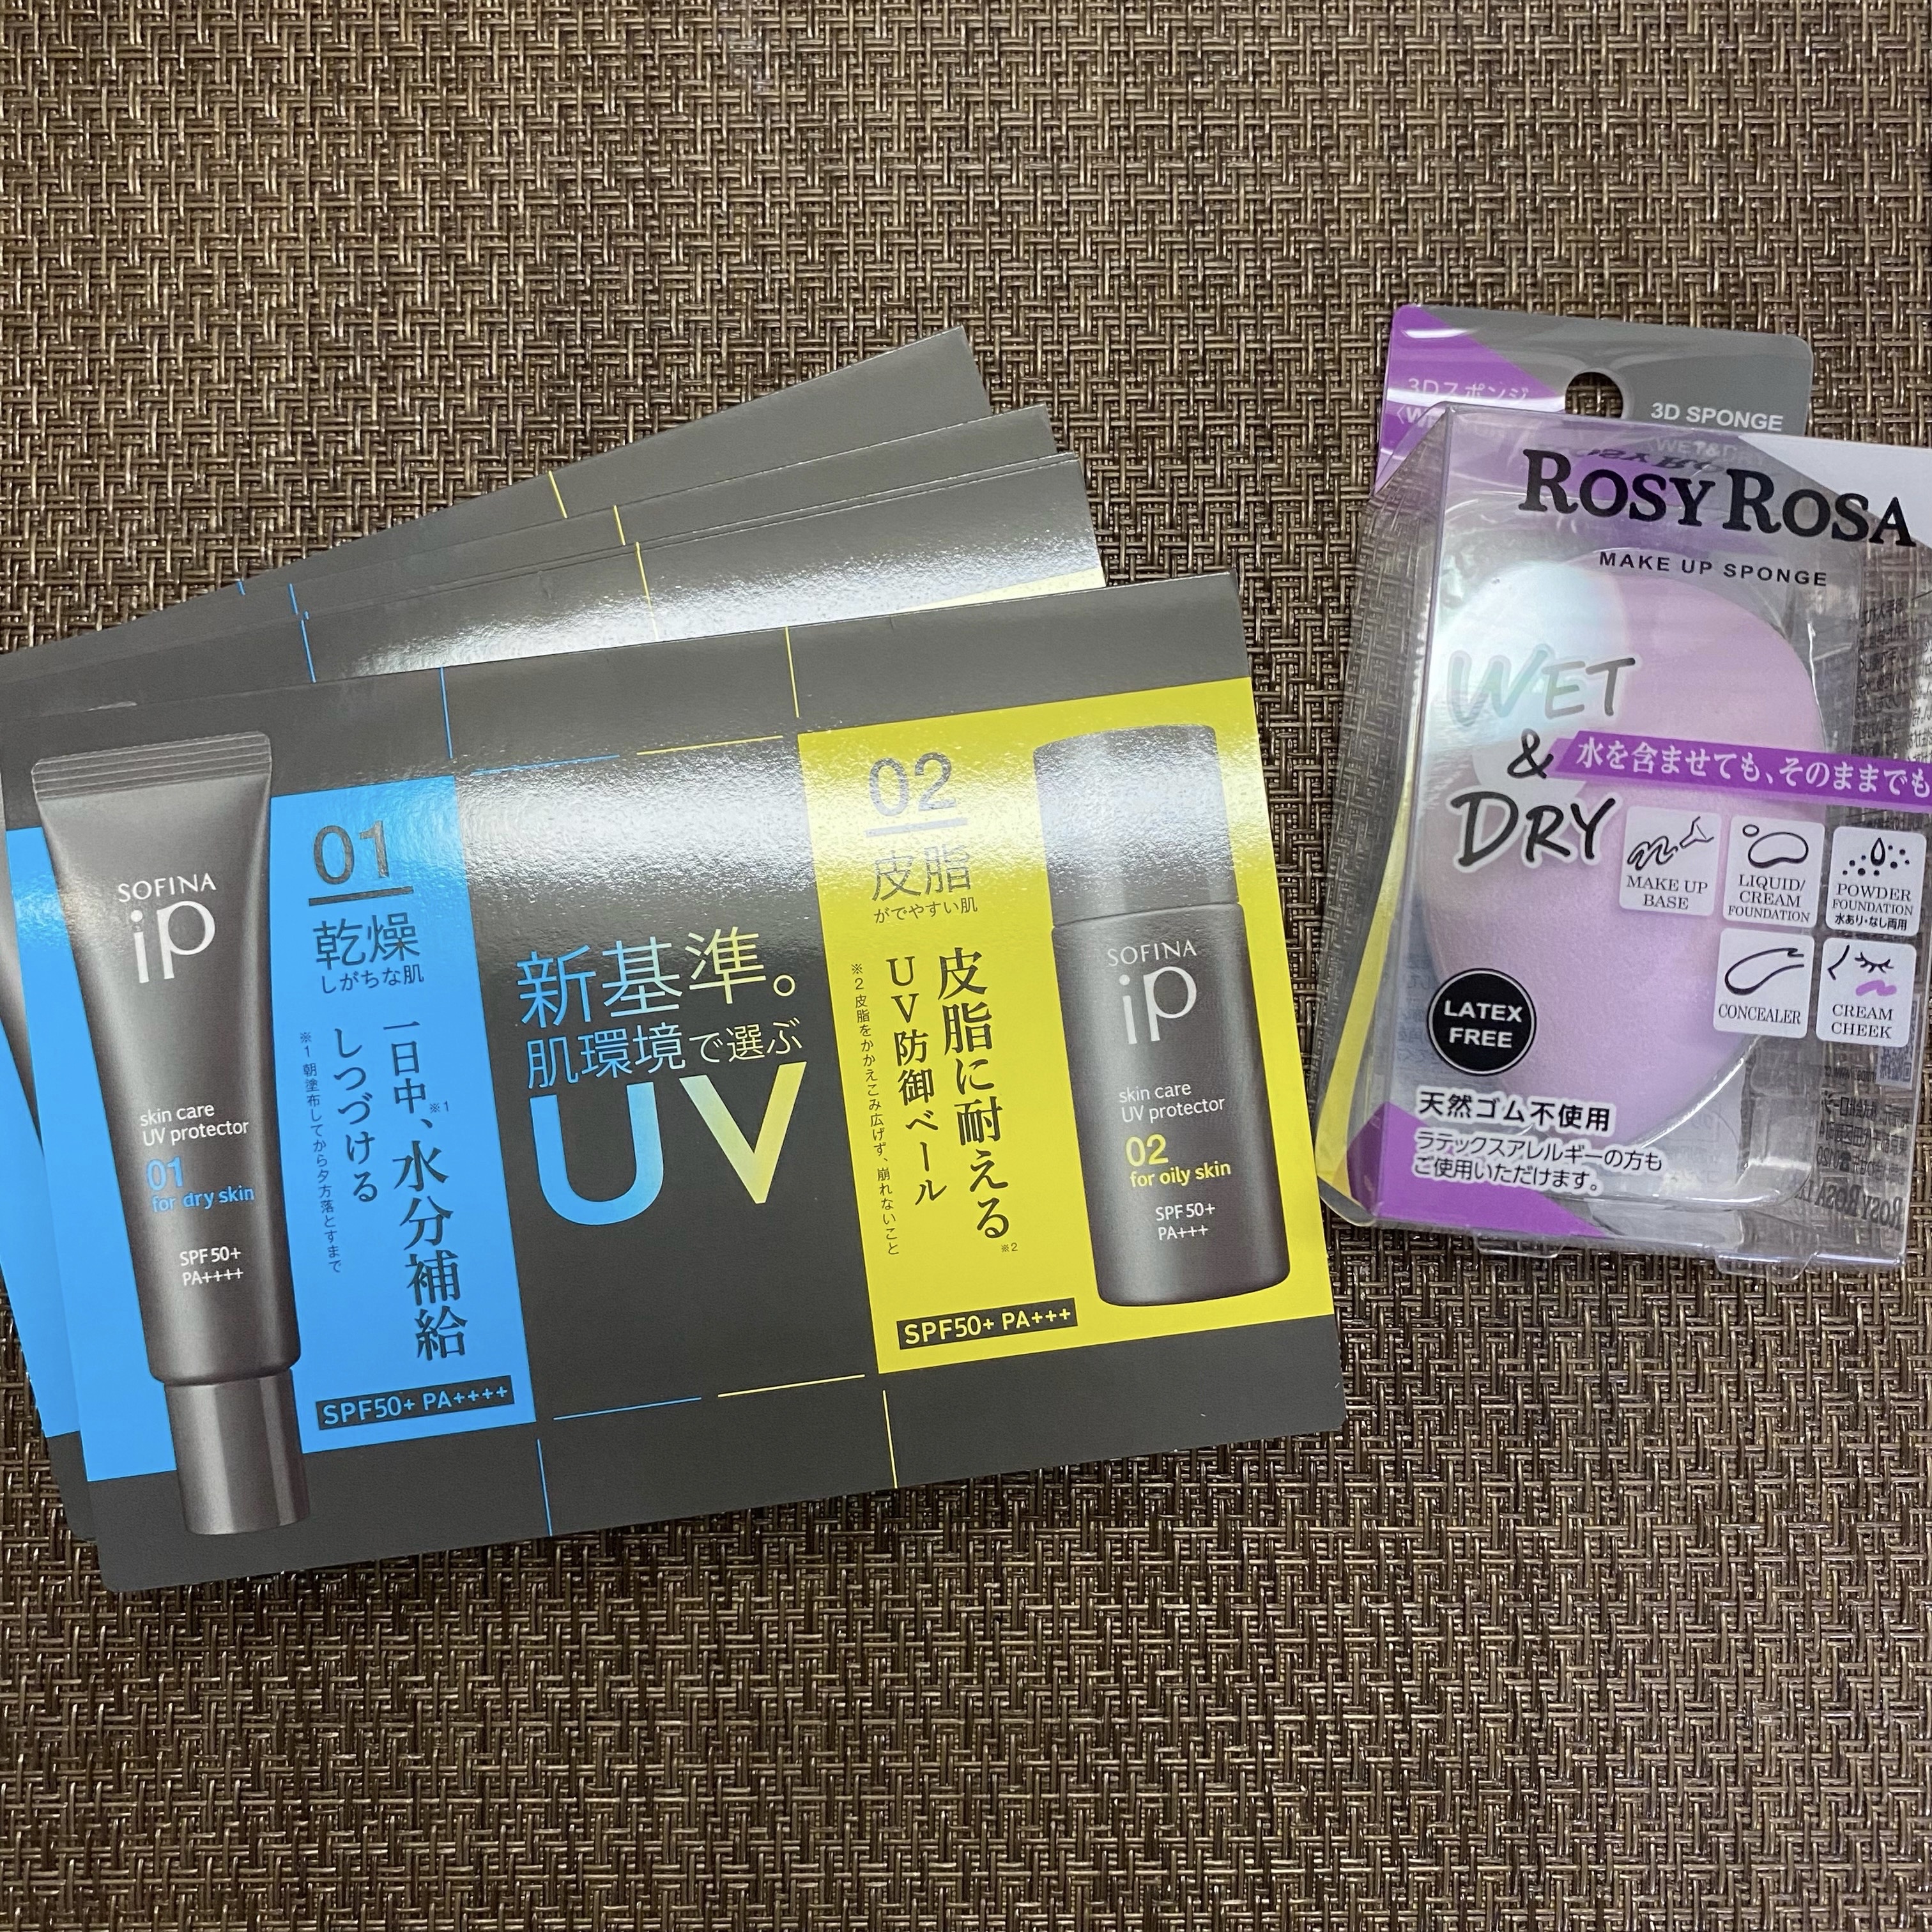 SOFINA
ip
skin care
UV protector
01
for dry skin
SPF50+
PA++++
01
乾燥
しがちな肌
一日中、※1水分補給
しつづける
※1 朝塗布してから夕方落とすまで
SPF50+ PA++++
新基準。
肌環境で選ぶ
UV
02
皮脂
がでやすい肌
皮脂に耐える※2
UV防御ベール
※2 皮脂をかかえこみ広げず、崩れないこと
SPF50+ PA+++
SOFINA
ip
skin care
UV protector
02
for oily skin
SPF50+
PA+++
3Dスポンジ
3D SPONGE
ROSY ROSA
MAKE UP SPONGE
WET
&
DRY
水を含ませても、そのままでも
MAKE UP
BASE
LIQUID/
CREAM
FOUNDATION
POWDER
FOUNDATION
水あり・なし両用
CONCEALER
CREAM
CHEEK
LATEX
FREE
天然ゴム不使用
ラテックスアレルギーの方も
ご使用いただけます。